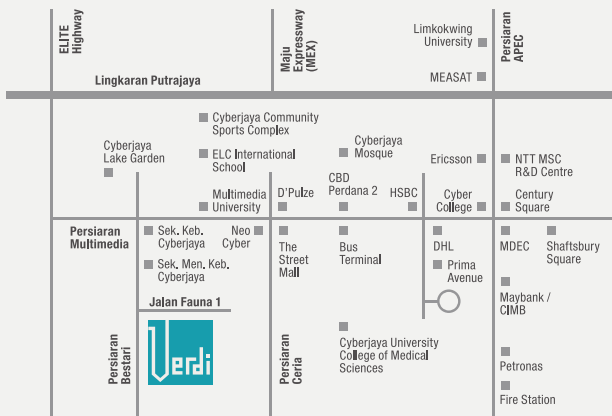 ELITE
Highway
Maju
Expressway
(MEX)
Limkokwing
University
Persiaran
APEC
MEASAT
Lingkaran Putrajaya
Cyberjaya Community
Sports Complex
Cyberjaya
Lake Garden
ELC International
School
Cyberjaya
Mosque
Ericsson
NTT MSC
R&D Centre
Multimedia
University
D'Pulze
CBD
Perdana 2
HSBC
Cyber
College
Century
Square
Persiaran
Multimedia
Sek. Keb.
Cyberjaya
Neo
Cyber
The
Street
Mall
Bus
Terminal
DHL
MDEC
Shaftsbury
Square
Sek. Men. Keb.
Cyberjaya
Prima
Avenue
Jalan Fauna 1
Maybank /
CIMB
Persiaran
Bestari
Verdi
Persiaran
Ceria
Cyberjaya University
College of Medical
Sciences
Petronas
Fire Station